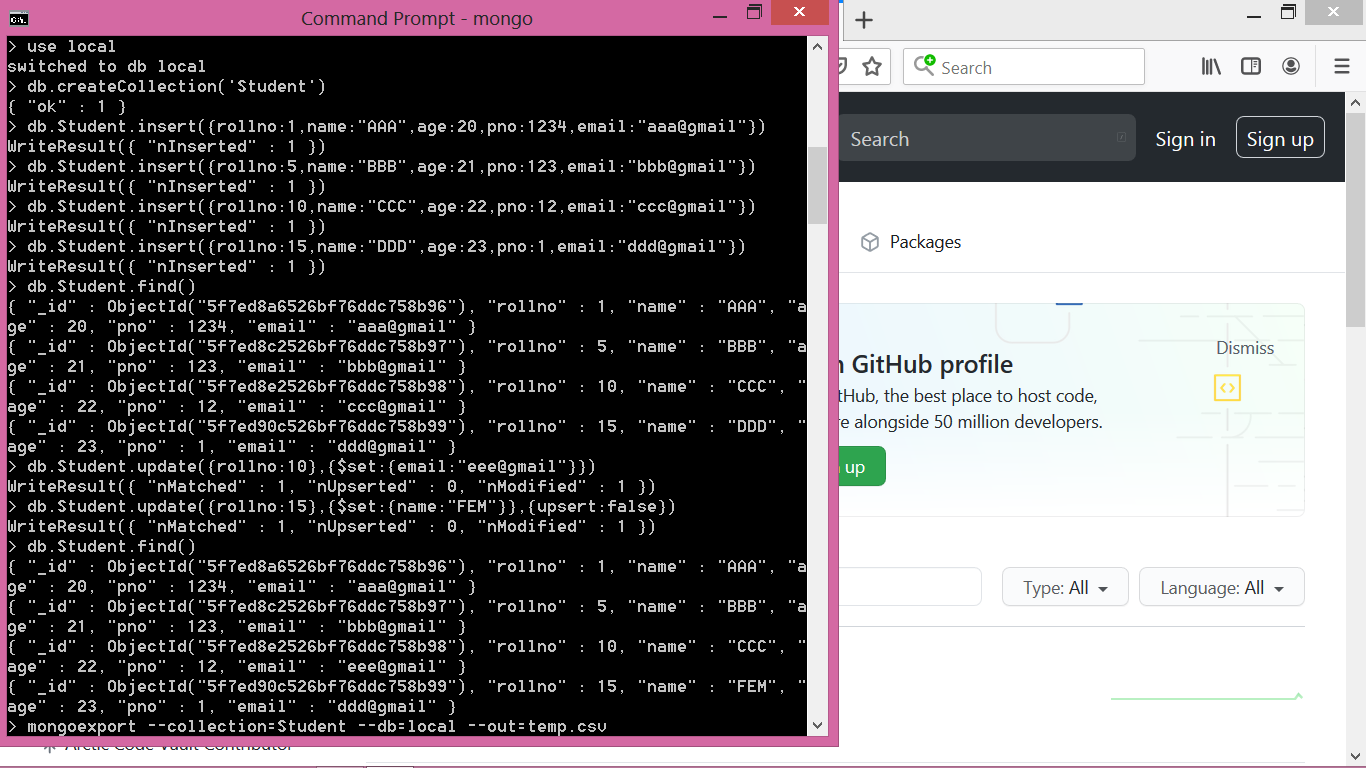 Command Prompt - mongo
> use local
switched to db local
> db.createCollection('Student')
{ "ok" : 1 }
> db.Student.insert({rollno:1,name:"AAA",age:20,pno:1234,email:"aaa@gmail"})
WriteResult({ "nInserted" : 1 })
> db.Student.insert({rollno:5,name:"BBB",age:21,pno:123,email:"bbb@gmail"})
WriteResult({ "nInserted" : 1 })
> db.Student.insert({rollno:10,name:"CCC",age:22,pno:12,email:"ccc@gmail"})
WriteResult({ "nInserted" : 1 })
> db.Student.insert({rollno:15,name:"DDD",age:23,pno:1,email:"ddd@gmail"})
WriteResult({ "nInserted" : 1 })
> db.Student.find()
{ "_id" : ObjectId("5f7ed8a6526bf76ddc758b96"), "rollno" : 1, "name" : "AAA", "a
ge" : 20, "pno" : 1234, "email" : "aaa@gmail" }
{ "_id" : ObjectId("5f7ed8c2526bf76ddc758b97"), "rollno" : 5, "name" : "BBB", "a
ge" : 21, "pno" : 123, "email" : "bbb@gmail" }
{ "_id" : ObjectId("5f7ed8e2526bf76ddc758b98"), "rollno" : 10, "name" : "CCC", "
age" : 22, "pno" : 12, "email" : "ccc@gmail" }
{ "_id" : ObjectId("5f7ed90c526bf76ddc758b99"), "rollno" : 15, "name" : "DDD", "
age" : 23, "pno" : 1, "email" : "ddd@gmail" }
> db.Student.update({rollno:10},{$set:{email:"eee@gmail"}})
WriteResult({ "nMatched" : 1, "nUpserted" : 0, "nModified" : 1 })
> db.Student.update({rollno:15},{$set:{name:"FEM"}},{upsert:false})
WriteResult({ "nMatched" : 1, "nUpserted" : 0, "nModified" : 1 })
> db.Student.find()
{ "_id" : ObjectId("5f7ed8a6526bf76ddc758b96"), "rollno" : 1, "name" : "AAA", "a
ge" : 20, "pno" : 1234, "email" : "aaa@gmail" }
{ "_id" : ObjectId("5f7ed8c2526bf76ddc758b97"), "rollno" : 5, "name" : "BBB", "a
ge" : 21, "pno" : 123, "email" : "bbb@gmail" }
{ "_id" : ObjectId("5f7ed8e2526bf76ddc758b98"), "rollno" : 10, "name" : "CCC", "
age" : 22, "pno" : 12, "email" : "eee@gmail" }
{ "_id" : ObjectId("5f7ed90c526bf76ddc758b99"), "rollno" : 15, "name" : "FEM", "
age" : 23, "pno" : 1, "email" : "ddd@gmail" }
> mongoexport --collection=Student --db=local --out=temp.csv
Search
Search
Sign in
Sign up
Packages
Dismiss
GitHub profile
tHub, the best place to host code,
re alongside 50 million developers.
up
Type: All
Language: All
Arctic Code Vault Contributor